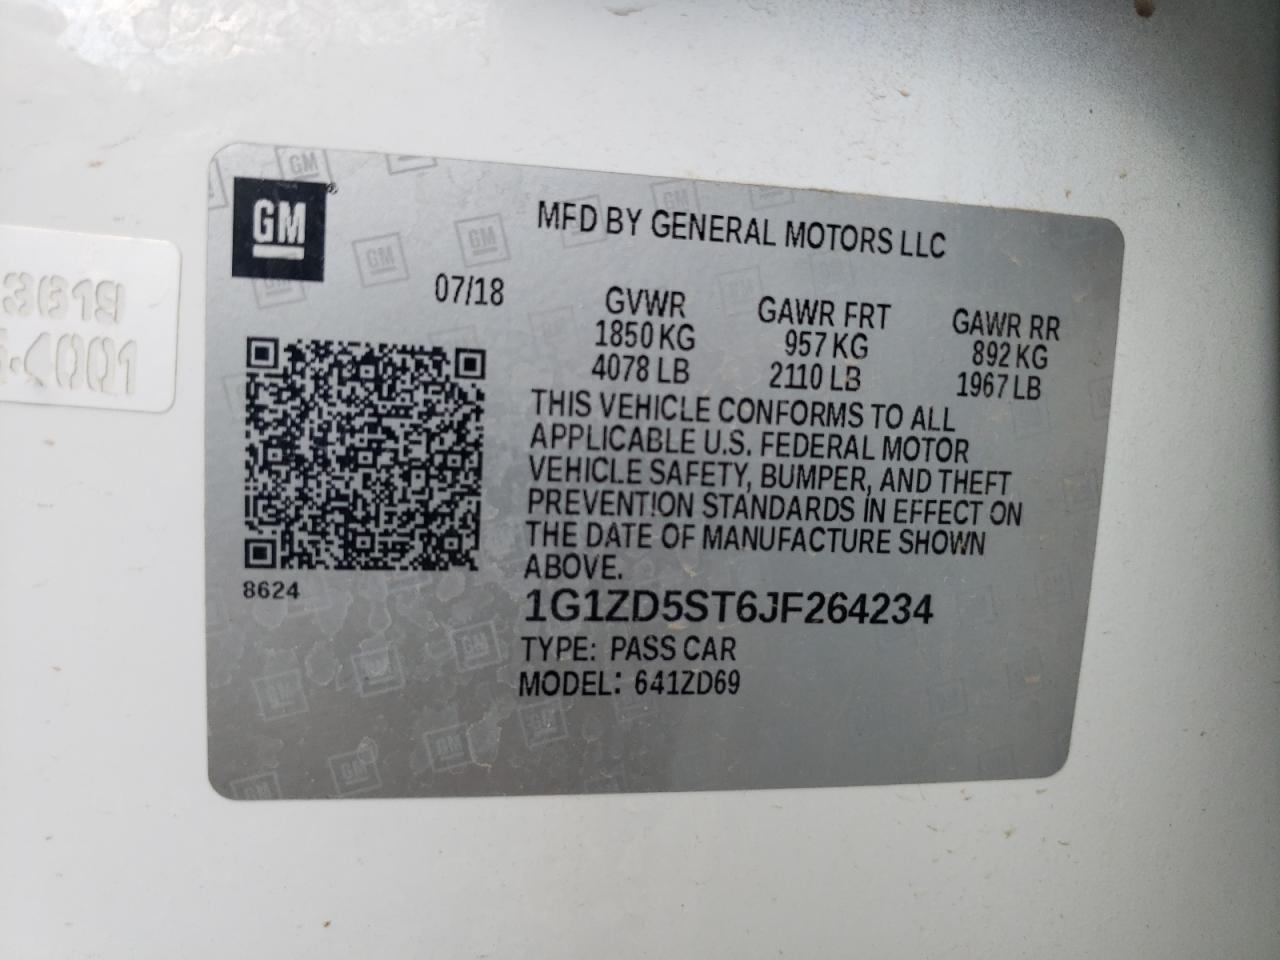 GM
MFD BY GENERAL MOTORS LLC
07/18
GVWR
1850 KG
4078 LB
GAWR FRT
957 KG
2110 LB
GAWR RR
892 KG
1967 LB
THIS VEHICLE CONFORMS TO ALL
APPLICABLE U.S. FEDERAL MOTOR
VEHICLE SAFETY, BUMPER, AND THEFT
PREVENTION STANDARDS IN EFFECT ON
THE DATE OF MANUFACTURE SHOWN
ABOVE.
8624
1G1ZD5ST6JF264234
TYPE: PASS CAR
MODEL: 641ZD69
3619
4001